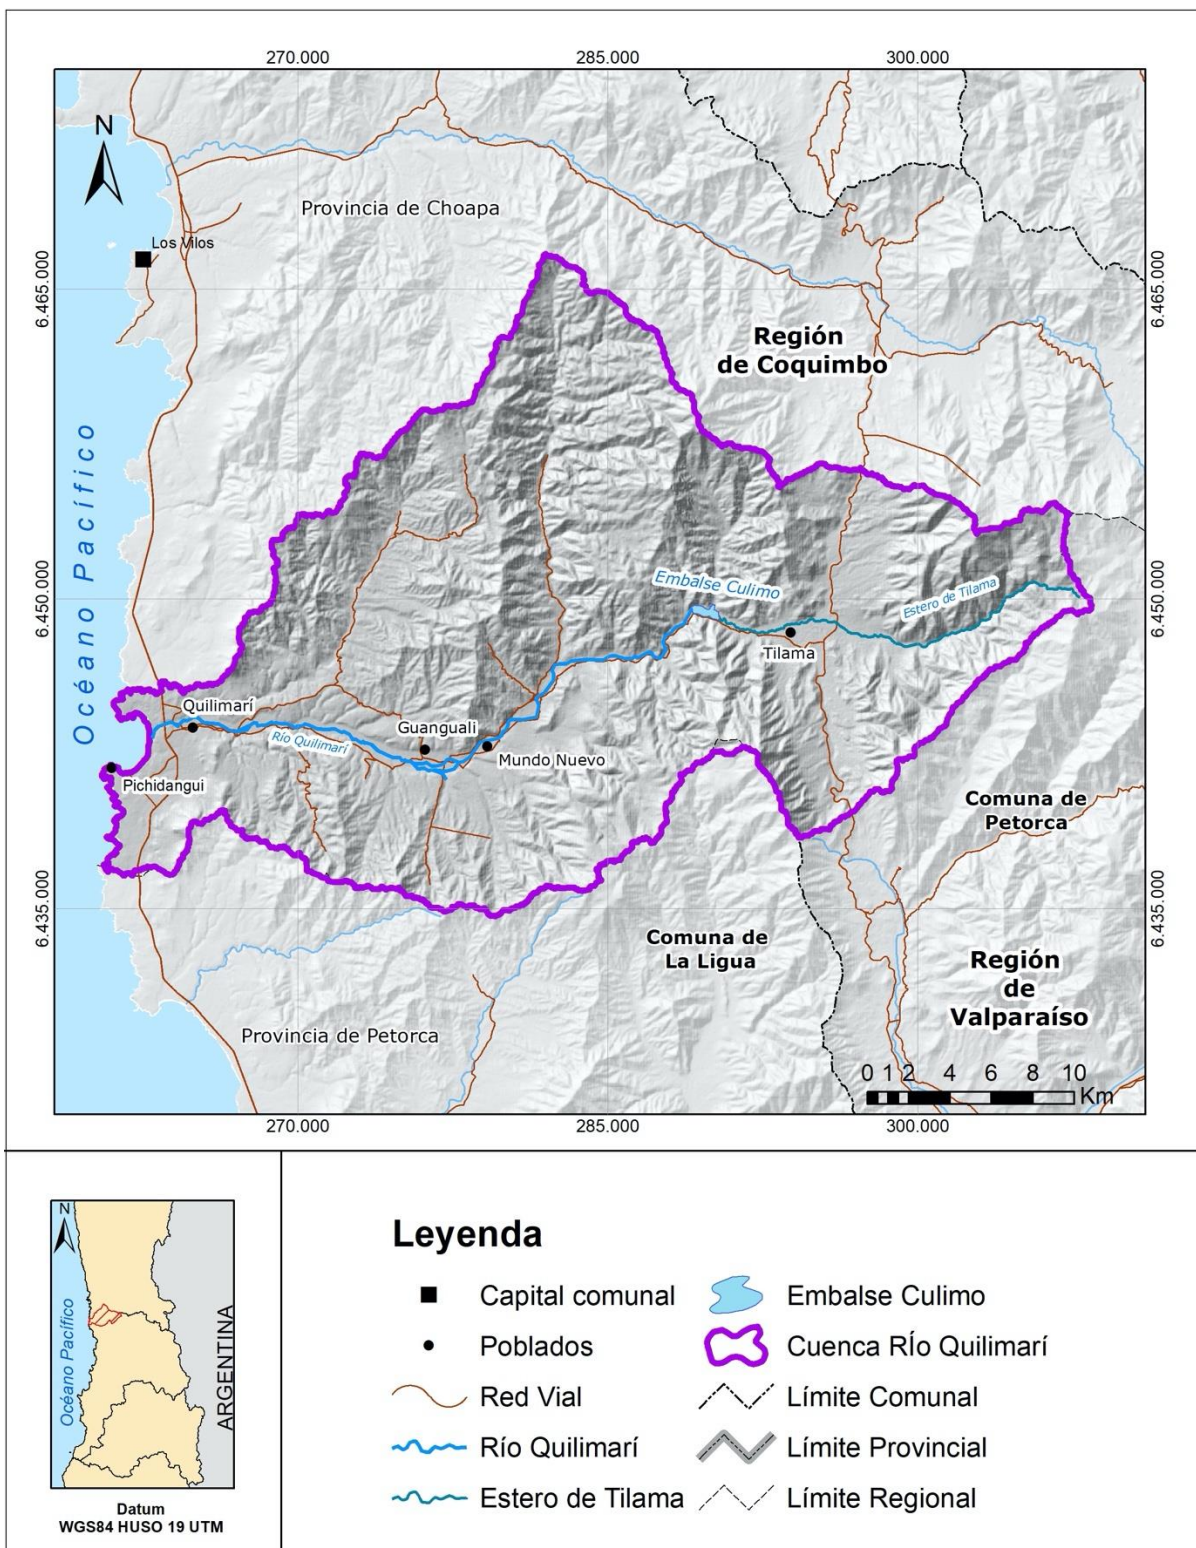 270.000
285.000
300.000
N
Provincia de Choapa
Los Vilos
6.465.000
6.465.000
Región
de Coquimbo
Océano Pacífico
Embalse Culimo
6.450.000
6.450.000
Estero de Tilama
Tilama
Quilimarí
Guanguali
Río Quilimarí
Mundo Nuevo
Pichidangui
Comuna de
Petorca
6.435.000
6.435.000
Comuna de
La Ligua
Región
de
Valparaíso
Provincia de Petorca
0 1 2 4 6 8 10
Km
270.000
285.000
300.000
N
Océano Pacífico
ARGENTINA
Datum
WGS84 HUSO 19 UTM
Leyenda
Capital comunal
Embalse Culimo
Poblados
Cuenca RÍo Quilimarí
Red Vial
Límite Comunal
Río Quilimarí
Límite Provincial
Estero de Tilama
Límite Regional